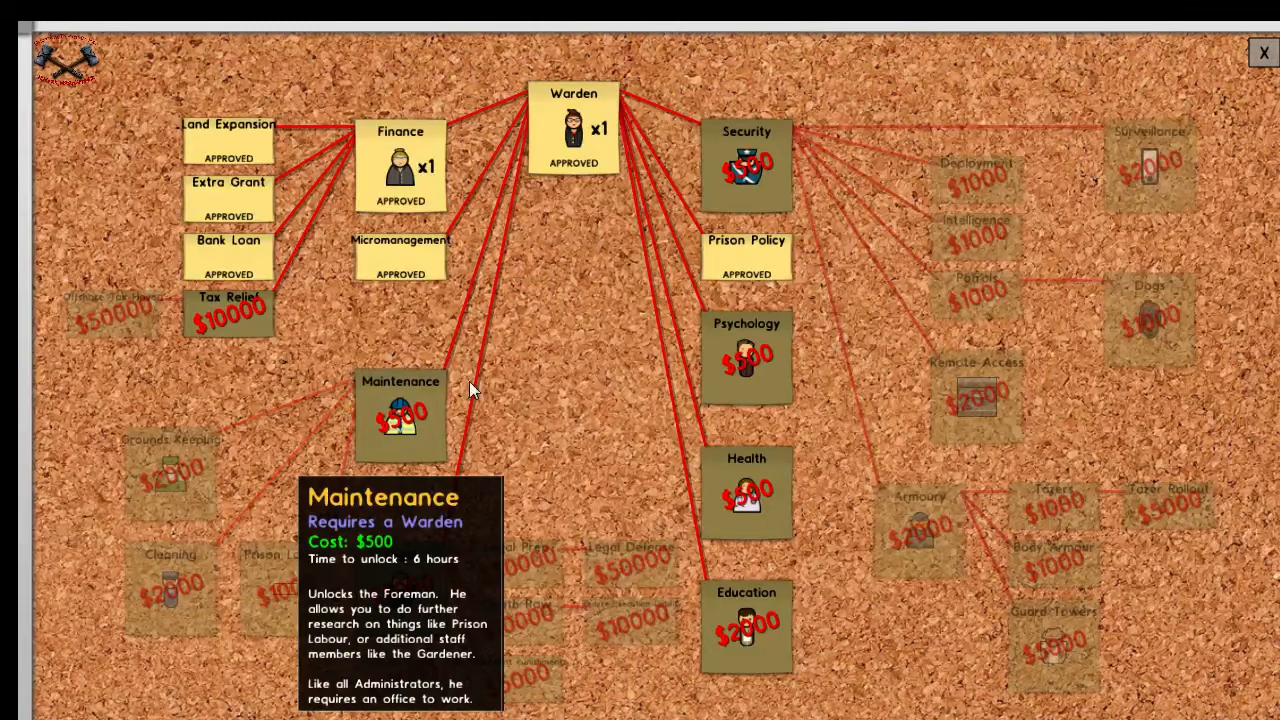 X
Warden
x1
APPROVED
Finance
x1
APPROVED
Land Expansion
APPROVED
Extra Grant
APPROVED
Bank Loan
APPROVED
Tax Relief
$10000
Offshore Tax Haven
$50000
Micromanagement
APPROVED
Security
$500
Prison Policy
APPROVED
Psychology
$500
Health
$500
Education
$2000
Deployment
$1000
Intelligence
$1000
Patrols
$1000
Surveillance
$2000
Dogs
$1000
Remote Access
$2000
Armoury
$2000
Tazers
$1000
Tazer Rollout
$5000
Body Armour
$1000
Guard Towers
$5000
Maintenance
$500
Grounds Keeping
$2000
Cleaning
$2000
Prison
Legal Defense
$50000
$10000
Maintenance
Requires a Warden
Cost: $500
Time to unlock : 6 hours
Unlocks the Foreman. He
allows you to do further
research on things like Prison
Labour, or additional staff
members like the Gardener.
Like all Administrators, he
requires an office to work.